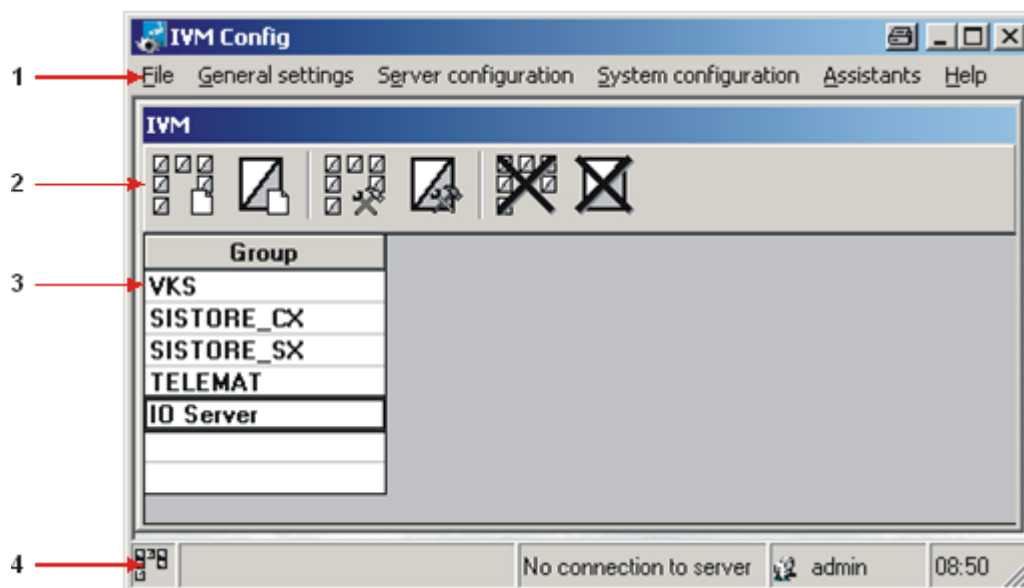 IVM Config
1
File General settings Server configuration System configuration Assistants Help
IVM
2
Group
3
VKS
SISTORE_CX
SISTORE_SX
TELEMAT
IO Server
4
No connection to server admin 08:50